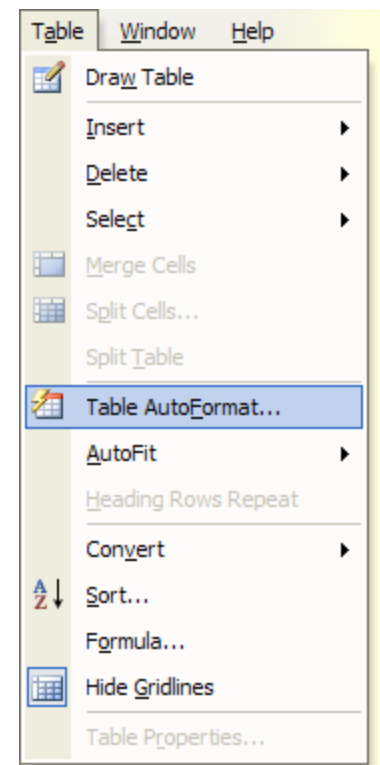 Table Window Help
Draw Table
Insert
Delete
Select
Merge Cells
Split Cells...
Split Table
Table AutoFormat...
AutoFit
Heading Rows Repeat
Convert
A
Z
Sort...
Formula...
Hide Gridlines
Table Properties...